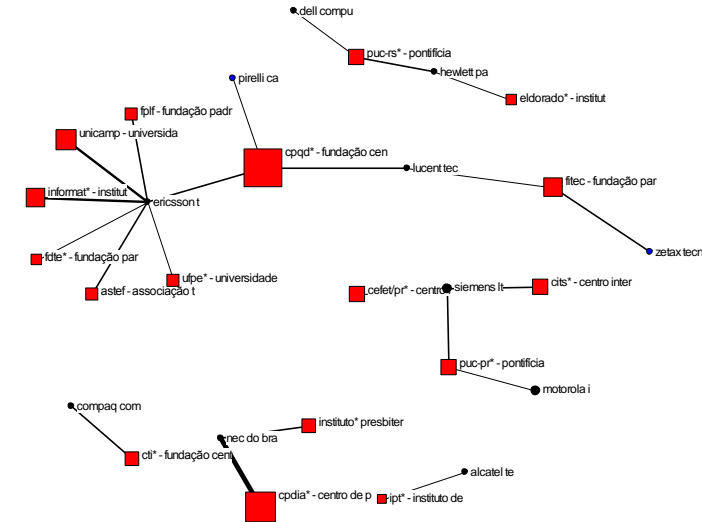 dell compu
puc-rs* - pontifícia
hewlett pa
pirelli ca
eldorado* - institut
fplf - fundação padr
unicamp - universida
cpqd* - fundação cen
lucent tec
fitec - fundação par
informat* - institut
ericsson t
zetax tecn
fdte* - fundação par
ufpe* - universidade
astef - associação t
cefet/pr* - centro
siemens lt
cits* - centro inter
puc-pr* - pontifícia
motorola i
compaq com
instituto* presbiter
nec do bra
cti* - fundação cent
alcatel te
cpdia* - centro de p
ipt* - instituto de